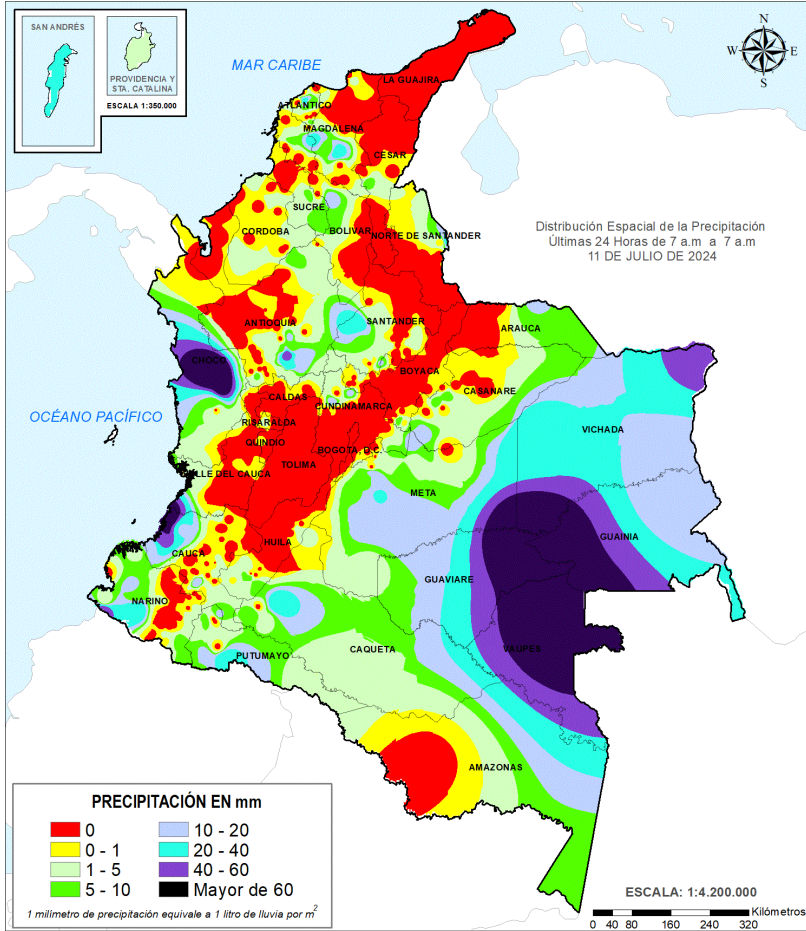 SAN ANDRÉS
PROVIDENCIA Y
STA. CATALINA
ESCALA 1:350.000
MAR CARIBE
N
W E
S
LA GUAJIRA
ATLANTICO
MAGDALENA
CESAR
SUCRE
CORDOBA
BOLIVAR
NORTE DE SANTANDER
Distribución Espacial de la Precipitación
Últimas 24 Horas de 7 a.m a 7 a.m
11 DE JULIO DE 2024
ANTIOQUIA
SANTANDER
ARAUCA
CHOCO
BOYACA
CASANARE
CALDAS
CUNDINAMARCA
OCÉANO PACÍFICO
RISARALDA
VICHADA
QUINDIO
BOGOTA, D.C.
TOLIMA
VALLE DEL CAUCA
META
GUAINIA
HUILA
CAUCA
GUAVIARE
NARIÑO
VAUPES
CAQUETA
PUTUMAYO
AMAZONAS
PRECIPITACIÓN EN mm
0
0 - 1
1 - 5
5 - 10
10 - 20
20 - 40
40 - 60
Mayor de 60
1 milímetro de precipitación equivale a 1 litro de lluvia por m²
ESCALA: 1:4.200.000
Kilómetros
0 40 80 160 240 320